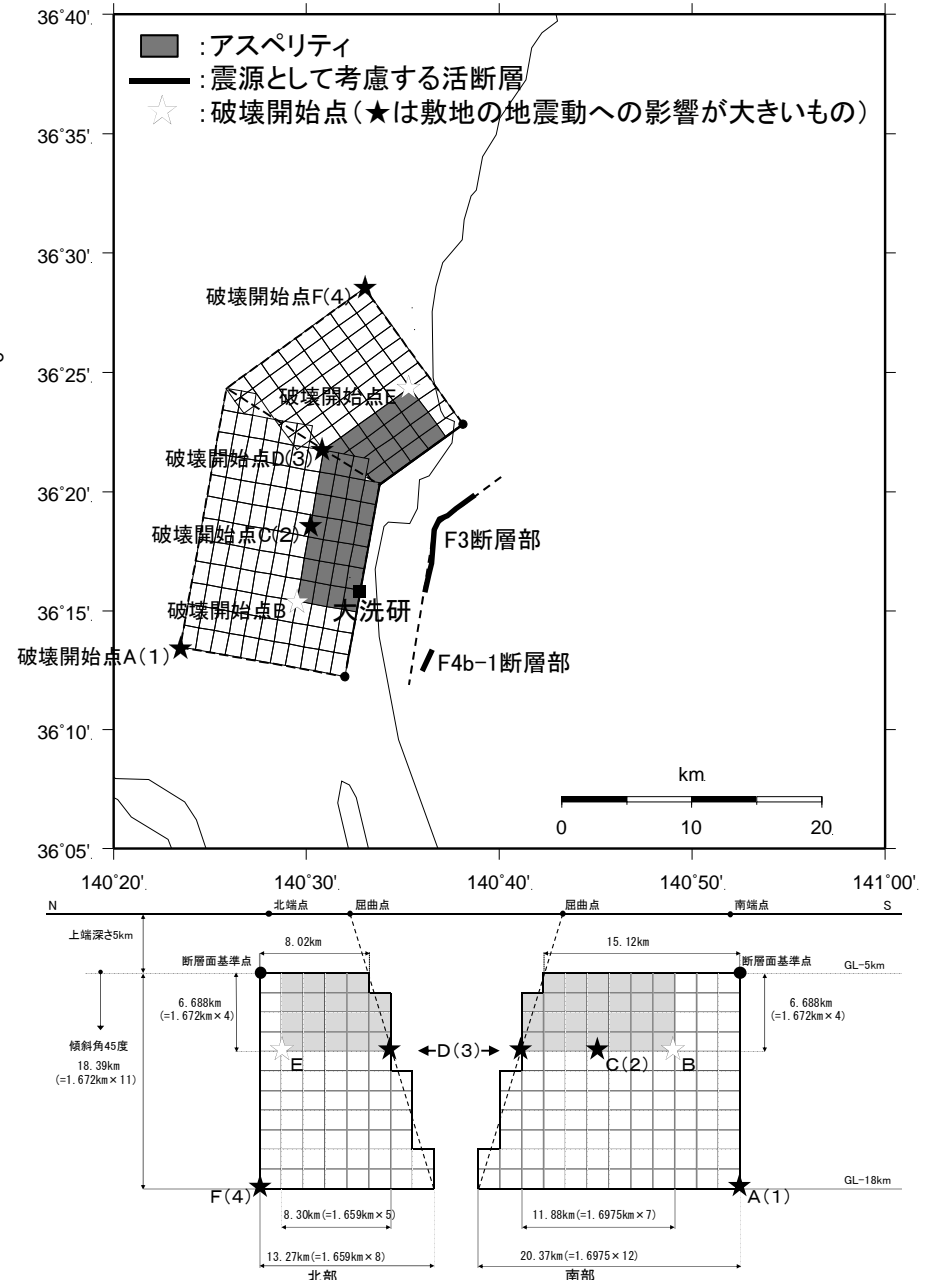 36°40'
：アスペリティ
：震源として考慮する活断層
：破壊開始点（★は敷地の地震動への影響が大きいもの）
36°35'
36°30'
破壊開始点F(4)
。
36°25'
破壊開始点E
破壊開始点D(3)
36°20'
破壊開始点C(2)
F3断層部
36°15'
破壊開始点B
大洗研
破壊開始点A(1)
F4b-1断層部
36°10'
km
0 10 20
36°05'
140°20' 140°30' 140°40' 140°50' 141°00'
N 北端点 屈曲点 屈曲点 南端点 S
上端深さ5km
8.02km 15.12km
断層面基準点 断層面基準点 GL-5km
6.688km
(=1.672km×4)
6.688km
(=1.672km×4)
傾斜角45度
18.39km
(=1.672km×11)
E D(3) C(2) B
F(4) A(1) GL-18km
8.30km(=1.659km×5) 11.88km(=1.6975km×7)
13.27km(=1.659km×8) 20.37km(=1.6975×12)
北部 南部